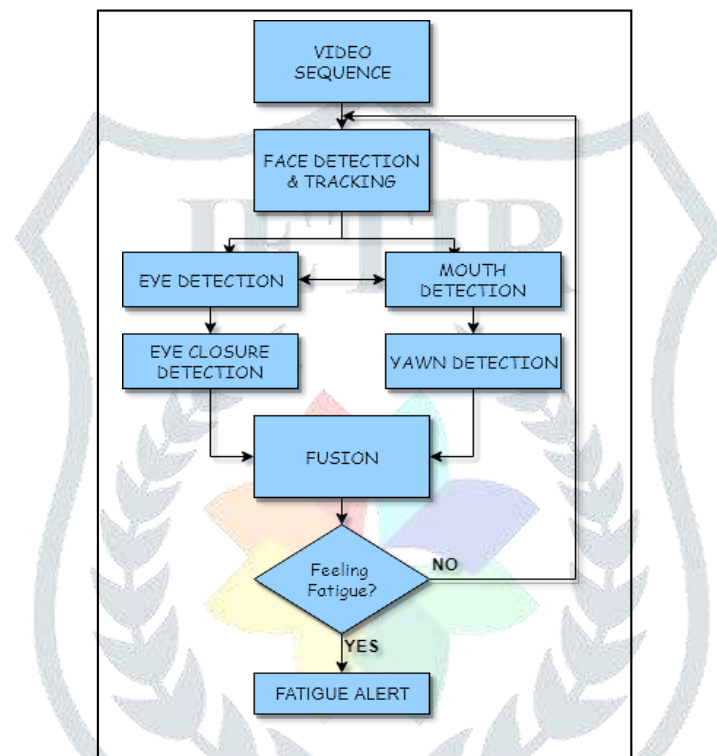 VIDEO
SEQUENCE
FACE DETECTION
& TRACKING
EYE DETECTION
MOUTH
DETECTION
EYE CLOSURE
DETECTION
YAWN DETECTION
FUSION
Feeling
Fatigue?
NO
YES
FATIGUE ALERT